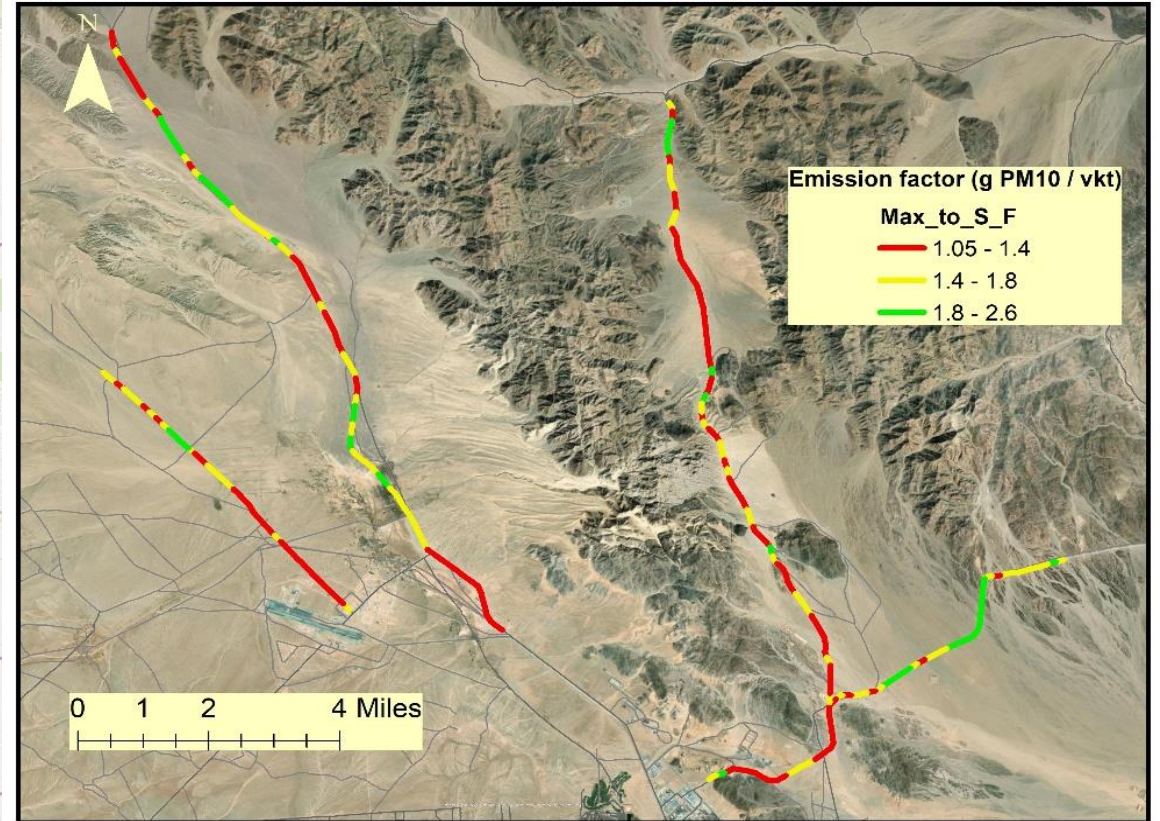 N
Emission factor (g PM10 / vkt)
Max_to_S_F
1.05 - 1.4
1.4 - 1.8
1.8 - 2.6
0 1 2 4 Miles